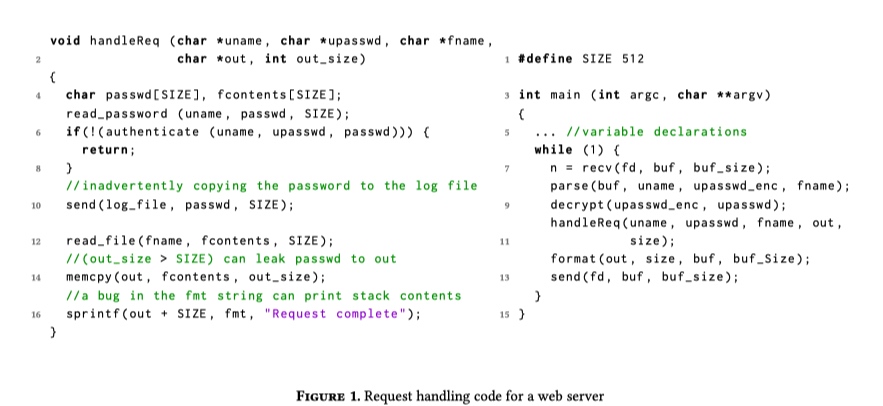 void handleReq (char *uname, char *upasswd, char *fname,
2 char *out, int out_size)
{
4 char passwd[SIZE], fcontents[SIZE];
read_password (uname, passwd, SIZE);
6 if(!(authenticate (uname, upasswd, passwd))) {
return;
8 }
//inadvertently copying the password to the log file
10 send(log_file, passwd, SIZE);
12 read_file(fname, fcontents, SIZE);
//(out_size > SIZE) can leak passwd to out
14 memcpy(out, fcontents, out_size);
//a bug in the fmt string can print stack contents
16 sprintf(out + SIZE, fmt, "Request complete");
}
1 #define SIZE 512
3 int main (int argc, char **argv)
{
5 ... //variable declarations
while (1) {
7 n = recv(fd, buf, buf_size);
parse(buf, uname, upasswd_enc, fname);
9 decrypt(upasswd_enc, upasswd);
handleReq(uname, upasswd, fname, out,
11 size);
format(out, size, buf, buf_Size);
13 send(fd, buf, buf_size);
}
15 }
FIGURE 1. Request handling code for a web server